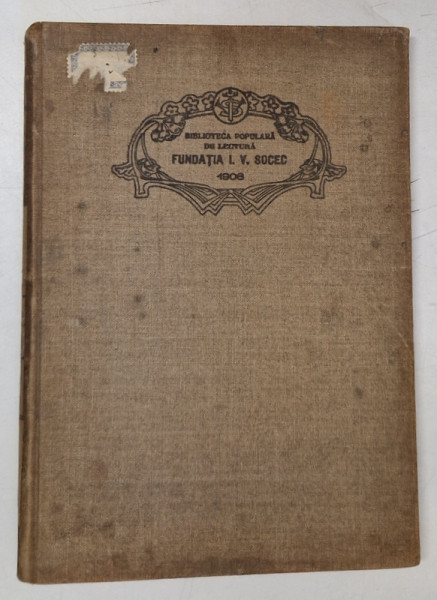 BIBLIOTECA POPULARĂ
DE LECTURĂ
FUNDAȚIA I. V. SOCEC
1908